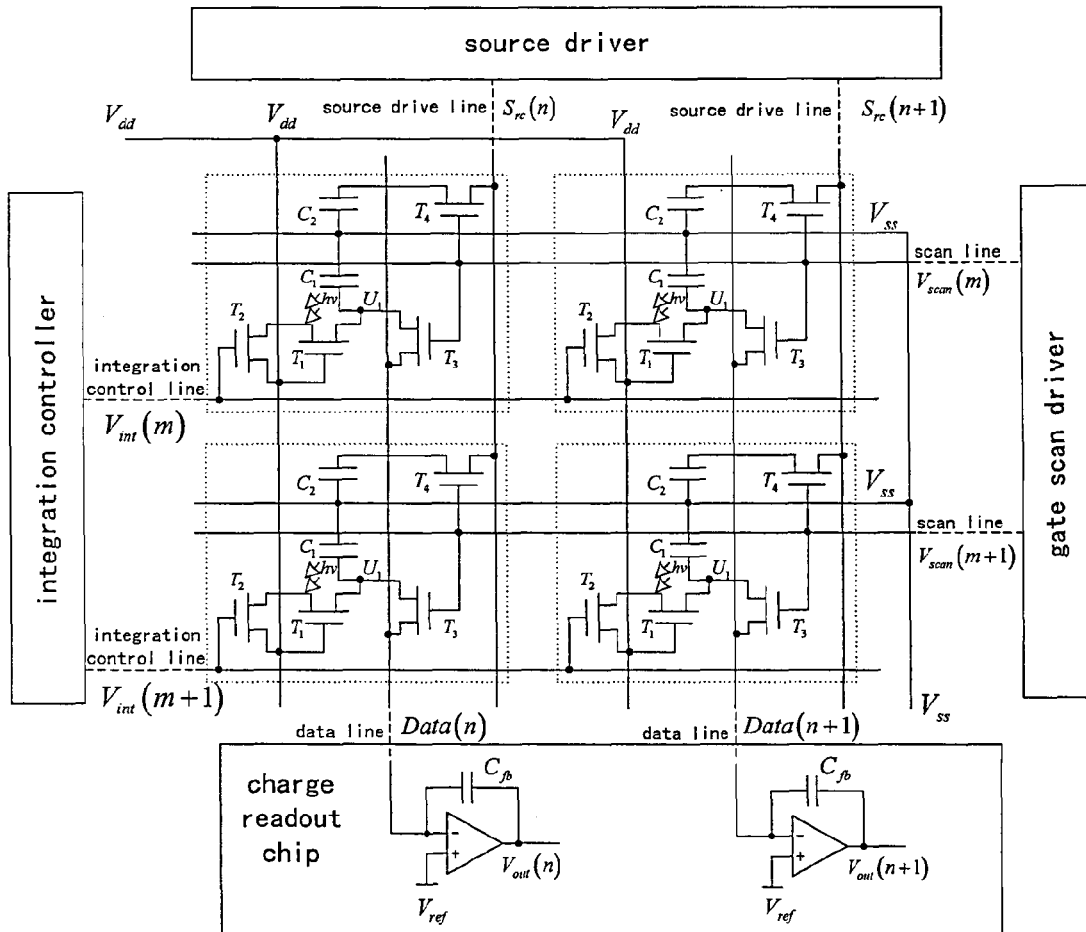 source driver
source drive line S_rc(n) source drive line S_rc(n+1)
V_dd V_dd V_dd
C_2 T_4 C_2 T_4 V_ss
scan line
V_scan(m)
C_1 hv U_1 C_1 hv U_1
T_2 T_1 T_3 T_2 T_1 T_3
integration
control line
V_int(m)
integration controller
gate scan driver
C_2 T_4 C_2 T_4 V_ss
scan line
V_scan(m+1)
C_1 hv U_1 C_1 hv U_1
T_2 T_1 T_3 T_2 T_1 T_3
integration
control line
V_int(m+1)
V_ss
data line Data(n) data line Data(n+1)
charge
readout
chip
C_fb C_fb
- -
+ +
V_out(n) V_out(n+1)
V_ref V_ref